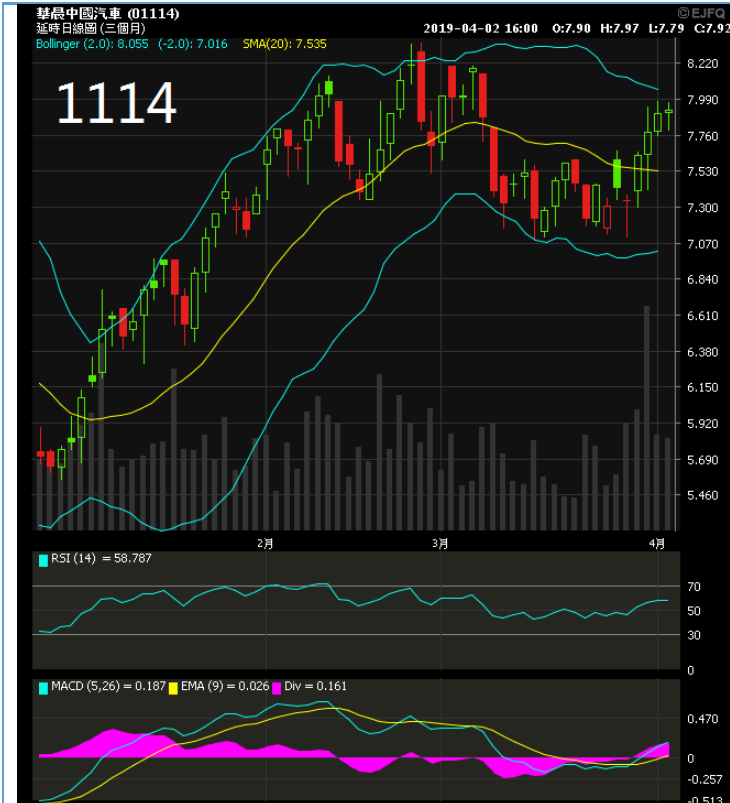 華晨中國汽車 (01114)
©EJFQ
延時日線圖 (三個月)
2019-04-02 16:00 O:7.90 H:7.97 L:7.79 C:7.92
Bollinger (2.0): 8.055 (-2.0): 7.016 SMA(20): 7.535
1114
8.220
7.990
7.760
7.530
7.300
7.070
6.840
6.610
6.380
6.150
5.920
5.690
5.460
2月 3月 4月
RSI (14) = 58.787
70
50
30
0
MACD (5,26) = 0.187 EMA (9) = 0.026 Div = 0.161
0.470
0
-0.257
-0.513